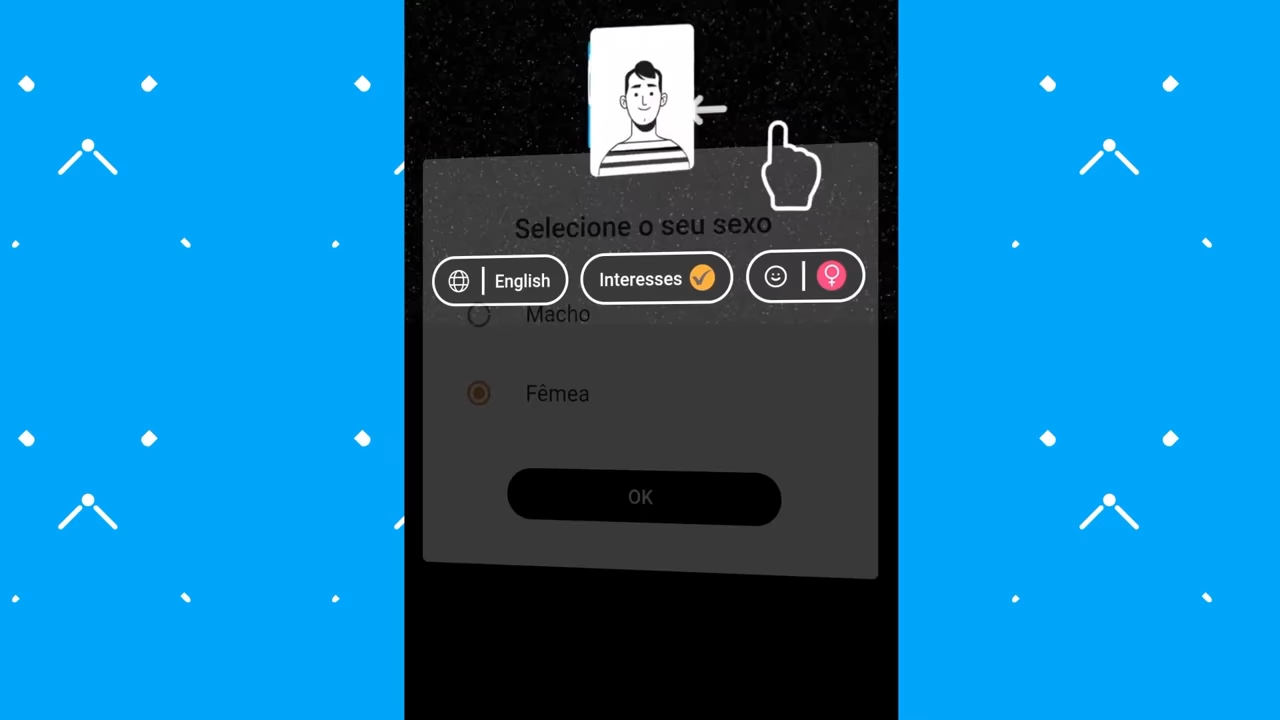 Selecione o seu sexo
English
Interesses
Macho
Fêmea
OK